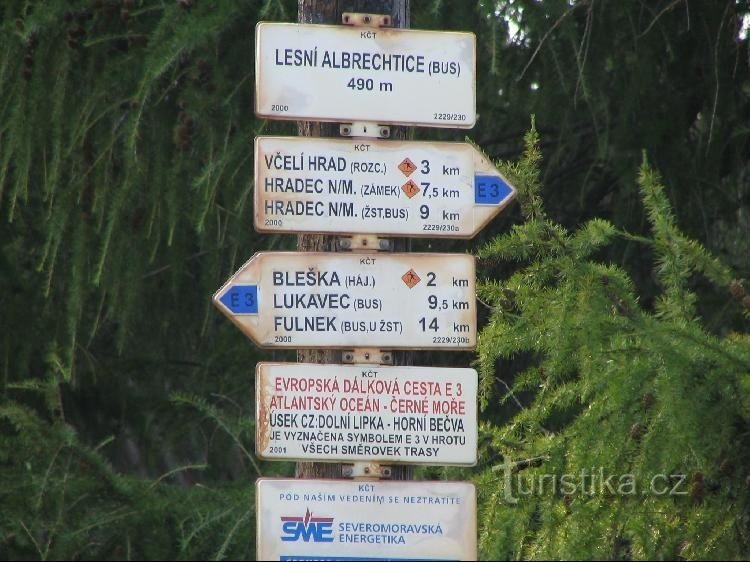 KČT
LESNÍ ALBRECHTICE (BUS)
490 m
2000 2229/230
KČT
VČELÍ HRAD (ROZC.) 3 km
HRADEC N/M. (ZÁMEK) 7,5 km
HRADEC N/M. (ŽST,BUS) 9 km
E 3
2000 2229/230a
KČT
BLEŠKA (HÁJ.) 2 km
LUKAVEC (BUS) 9,5 km
FULNEK (BUS,U ŽST) 14 km
E 3
2000 2229/230b
KČT
EVROPSKÁ DÁLKOVÁ CESTA E 3
ATLANTSKÝ OCEÁN - ČERNÉ MOŘE
ÚSEK CZ:DOLNÍ LIPKA - HORNÍ BEČVA
JE VYZNAČENA SYMBOLEM E 3 V HROTU
2001 VŠECH SMĚROVEK TRASY
KČT
POD NAŠÍM VEDENÍM SE NEZTRATÍTE
SME SEVEROMORAVSKÁ
ENERGETIKA
turistika.cz